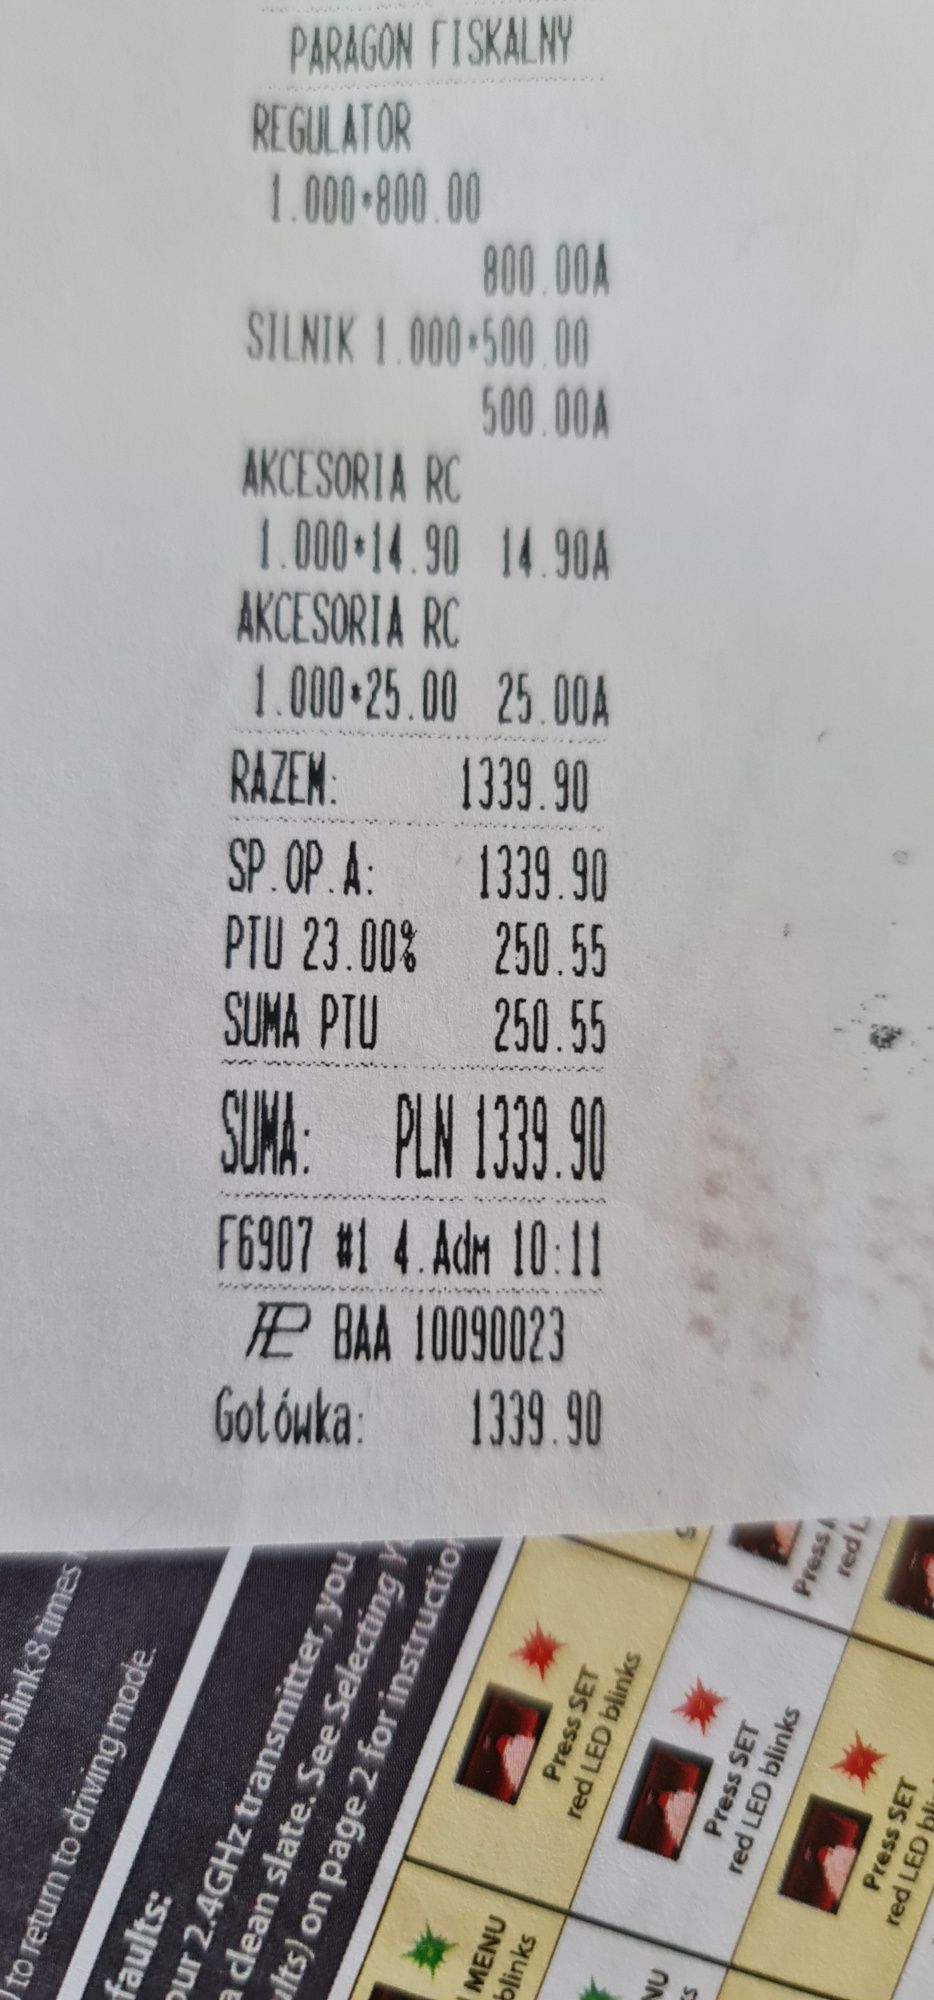 PARAGON FISKALNY
REGULATOR
1.000*800.00
800.00A
SILNIK 1.000*500.00
500.00A
AKCESORIA RC
1.000*14.90 14.90A
AKCESORIA RC
1.000*25.00 25.00A
RAZEM: 1339.90
SP.OP.A: 1339.90
PTU 23.00% 250.55
SUMA PTU 250.55
SUMA: PLN 1339.90
F6907 #1 4.Adm 10:11
BAA 10090023
Gotówka: 1339.90
blink 8 times
to return to driving mode.
faults:
our 2.4GHz transmitter, you
a clean slate. See Selecting
on page 2 for instruction
Press SET
red LED blinks
Press SET
red LED blinks
Press SET
red LED
Press
red
MENU
blinks